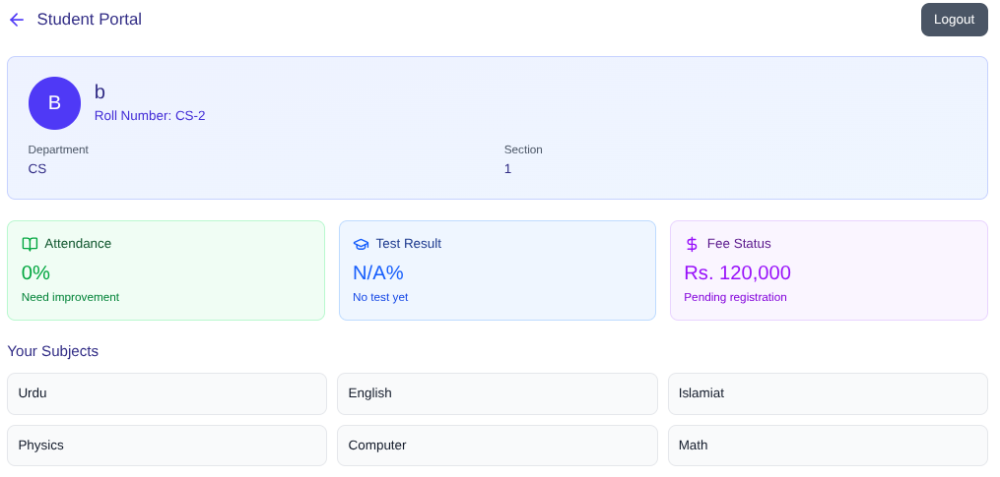 Student Portal
Logout
B
b
Roll Number: CS-2
Department
CS
Section
1
Attendance
0%
Need improvement
Test Result
N/A%
No test yet
Fee Status
Rs. 120,000
Pending registration
Your Subjects
Urdu
English
Islamiat
Physics
Computer
Math